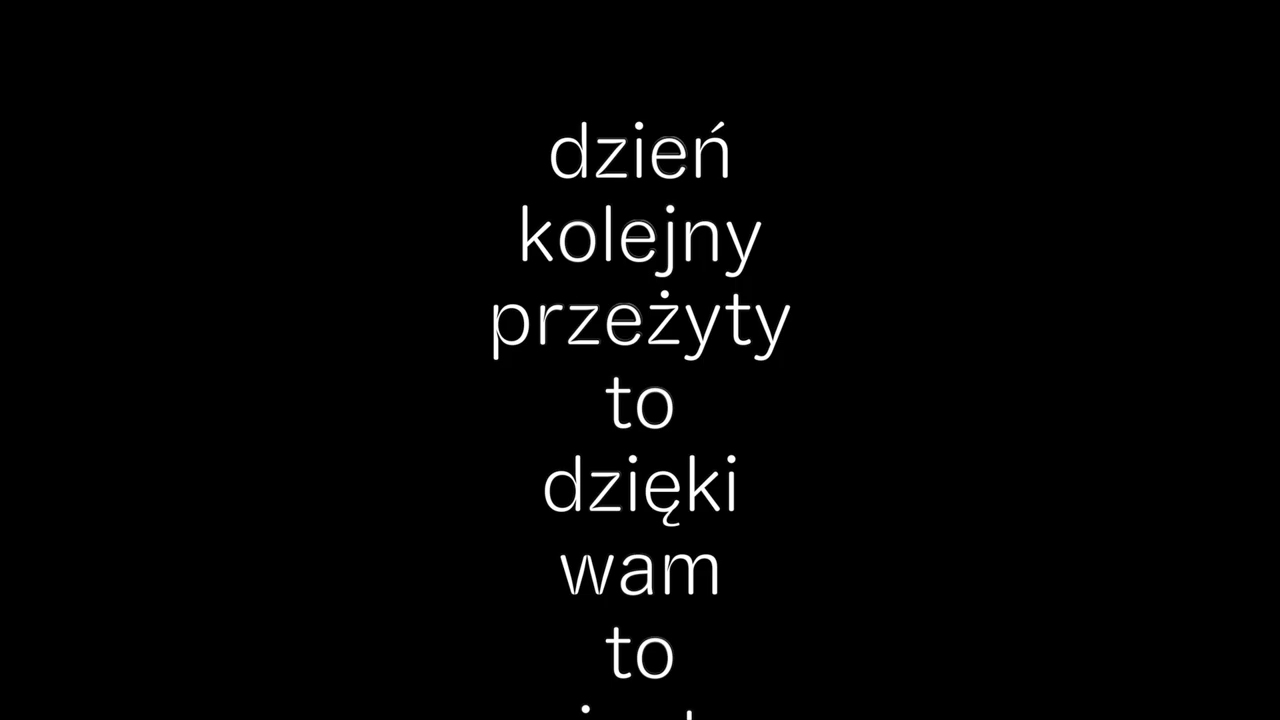 dzień
kolejny
przeżyty
to
dzięki
wam
to